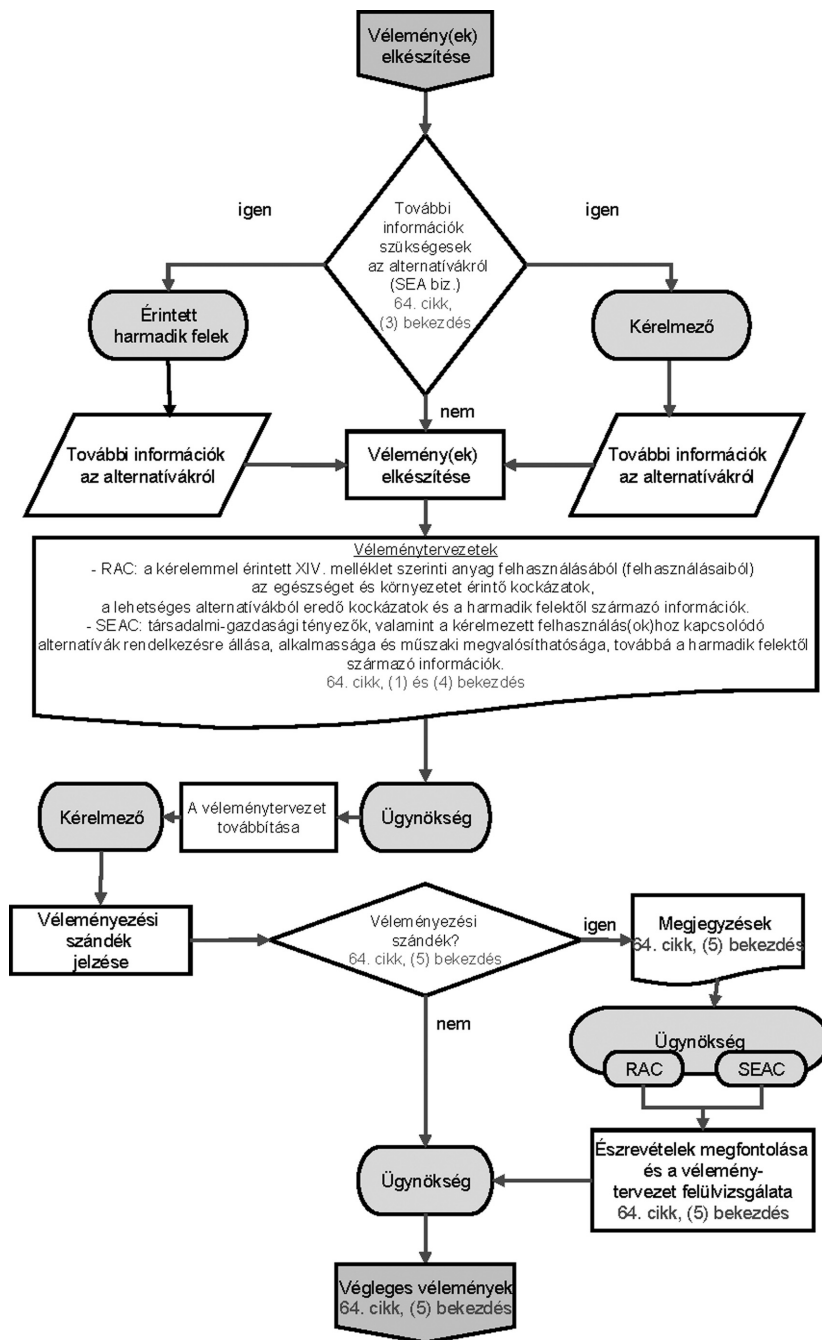 Vélemény(ek)
elkészítése
igen
igen
További
információk
szükségesek
az alternatívákról
(SEA biz.)
64. cikk,
(3) bekezdés
Érintett
harmadik felek
Kérelmező
nem
További információk
az alternatívákról
Vélemény(ek)
elkészítése
További információk
az alternatívákról
Véleménytervezetek
- RAC: a kérelemmel érintett XIV. melléklet szerinti anyag felhasználásából (felhasználásaiból)
az egészséget és környezetet érintő kockázatok,
a lehetséges alternatívákból eredő kockázatok és a harmadik felektől származó információk.
- SEAC: társadalmi-gazdasági tényezők, valamint a kérelmezett felhasználás(ok)hoz kapcsolódó
alternatívák rendelkezésre állása, alkalmassága és műszaki megvalósíthatósága, továbbá a harmadik felektől
származó információk.
64. cikk, (1) és (4) bekezdés
Kérelmező
A véleménytervezet
továbbítása
Ügynökség
Véleményezési
szándék
jelzése
Véleményezési
szándék?
64. cikk, (5) bekezdés
igen
Megjegyzések
64. cikk, (5) bekezdés
nem
Ügynökség
RAC
SEAC
Észrevételek megfontolása
és a vélemény-
tervezet felülvizsgálata
64. cikk, (5) bekezdés
Ügynökség
Végleges vélemények
64. cikk, (5) bekezdés